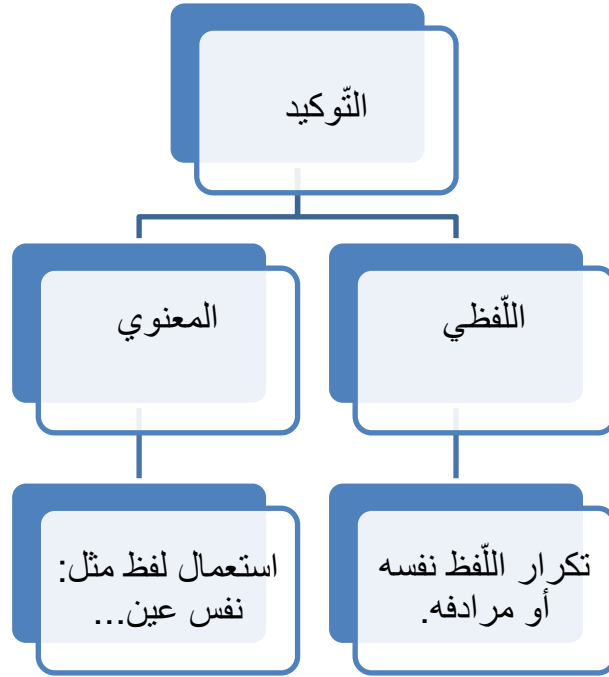 التّوكيد
اللّفظي
المعنوي
تكرار اللّفظ نفسه
أو مرادفه.
استعمال لفظ مثل:
نفس عين...